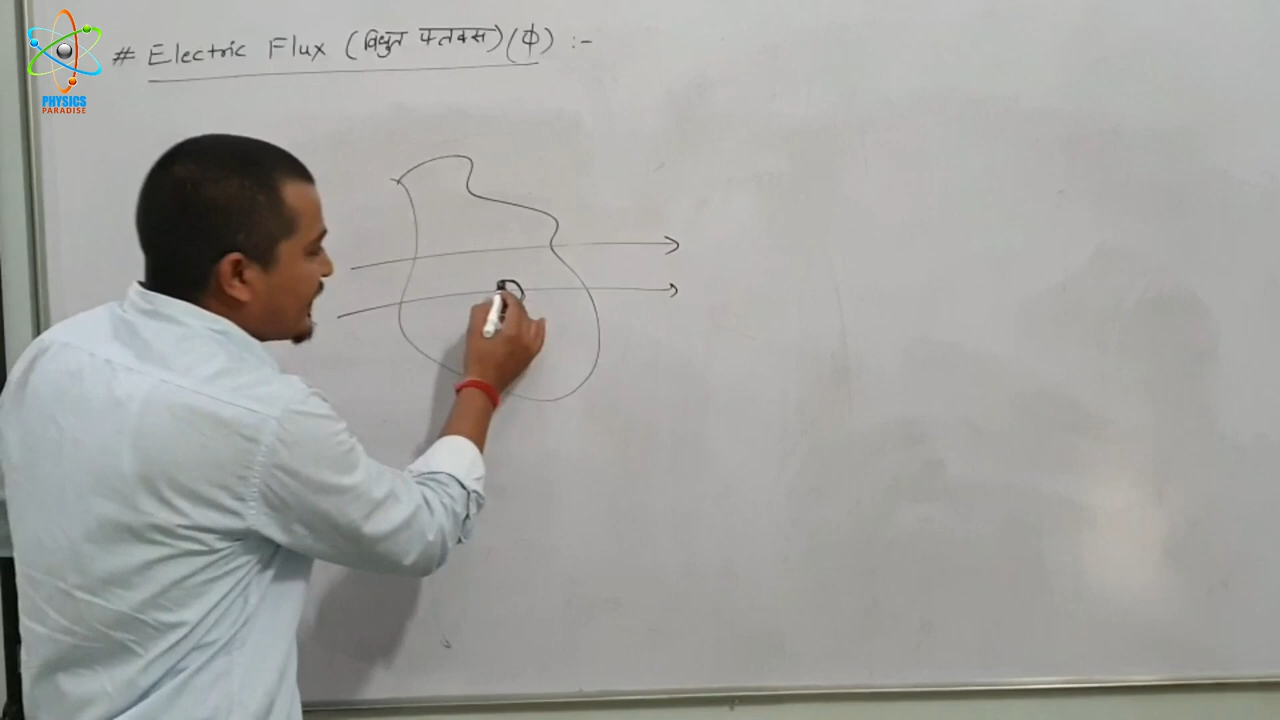 # Electric Flux (विधुत फ्लक्स) (ϕ) :-
PHYSICS
PARADISE